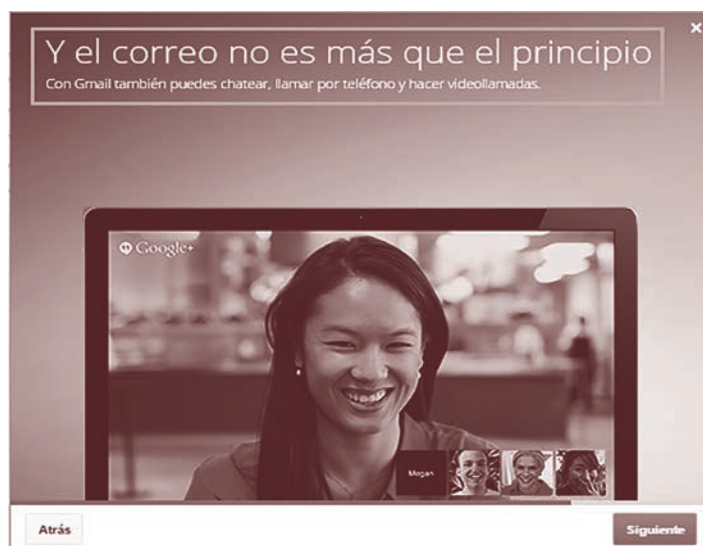 Y el correo no es más que el principio
Con Gmail también puedes chatear, llamar por teléfono y hacer videollamadas.
Google+
Megan
Atrás
Siguiente